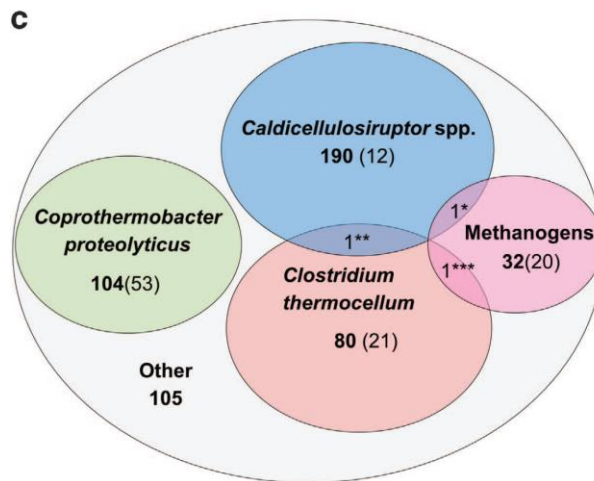 c
Caldicellulosiruptor spp.
190 (12)
1*
Coprothermobacter
proteolyticus
104(53)
Methanogens
32(20)
1**
1***
Clostridium
thermocellum
80 (21)
Other
105